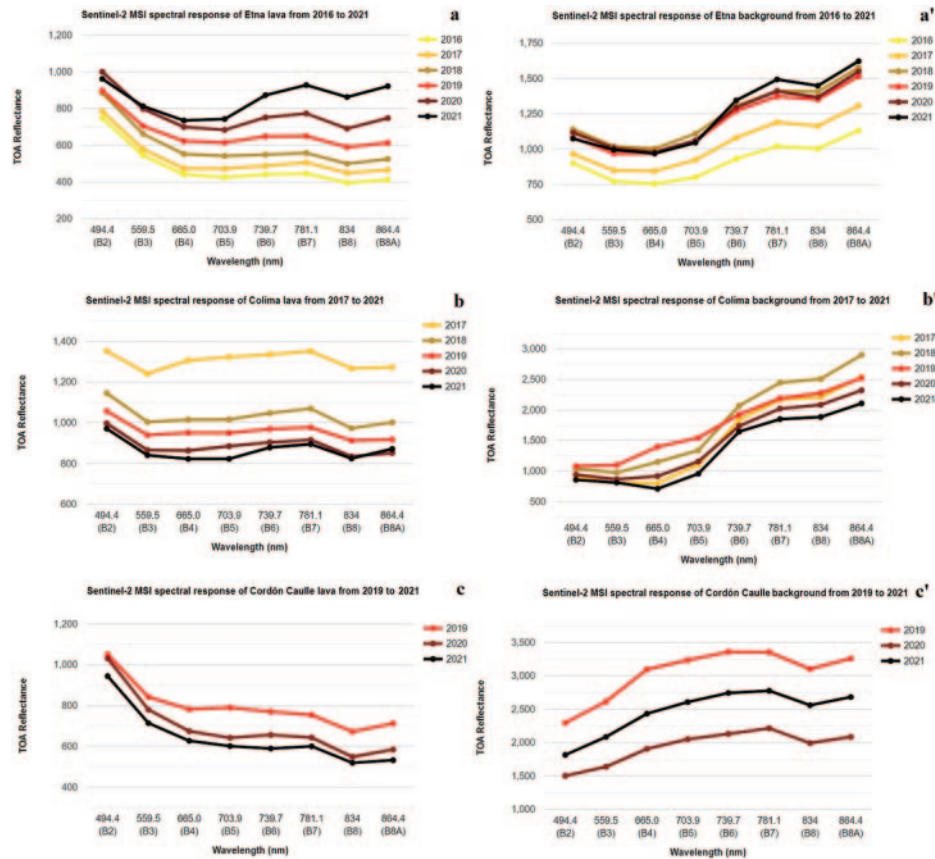 Sentinel-2 MSI spectral response of Etna lava from 2016 to 2021
a
1,200
1,000
800
600
400
200
TOA Reflectance
2016
2017
2018
2019
2020
2021
494.4 559.5 665.0 703.9 739.7 781.1 834 864.4
(B2) (B3) (B4) (B5) (B6) (B7) (B8) (B8A)
Wavelength (nm)
Sentinel-2 MSI spectral response of Etna background from 2016 to 2021
a'
1,750
1,500
1,250
1,000
750
500
TOA Reflectance
2016
2017
2018
2019
2020
2021
494.4 559.5 665.0 703.9 739.7 781.1 834 864.4
(B2) (B3) (B4) (B5) (B6) (B7) (B8) (B8A)
Wavelength (nm)
Sentinel-2 MSI spectral response of Colima lava from 2017 to 2021
b
1,400
1,200
1,000
800
600
TOA Reflectance
2017
2018
2019
2020
2021
494.4 559.5 665.0 703.9 739.7 781.1 834 864.4
(B2) (B3) (B4) (B5) (B6) (B7) (B8) (B8A)
Wavelength (nm)
Sentinel-2 MSI spectral response of Colima background from 2017 to 2021
b'
3,000
2,500
2,000
1,500
1,000
500
TOA Reflectance
2017
2018
2019
2020
2021
494.4 559.5 665.0 703.9 739.7 781.1 834 864.4
(B2) (B3) (B4) (B5) (B6) (B7) (B8) (B8A)
Wavelength (nm)
Sentinel-2 MSI spectral response of Cordón Caulle lava from 2019 to 2021
c
1,200
1,000
800
600
400
TOA Reflectance
2019
2020
2021
494.4 559.5 665.0 703.9 739.7 781.1 834 864.4
(B2) (B3) (B4) (B5) (B6) (B7) (B8) (B8A)
Wavelength (nm)
Sentinel-2 MSI spectral response of Cordón Caulle background from 2019 to 2021
c'
3,500
3,000
2,500
2,000
1,500
1,000
TOA Reflectance
2019
2020
2021
494.4 559.5 665.0 703.9 739.7 781.1 834 864.4
(B2) (B3) (B4) (B5) (B6) (B7) (B8) (B8A)
Wavelength (nm)